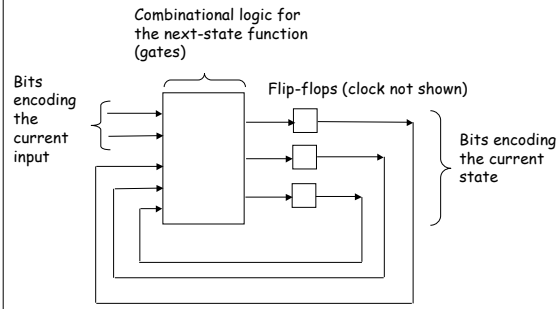 Combinational logic for
the next-state function
(gates)
Bits
encoding
the
current
input
Flip-flops (clock not shown)
Bits encoding
the current
state